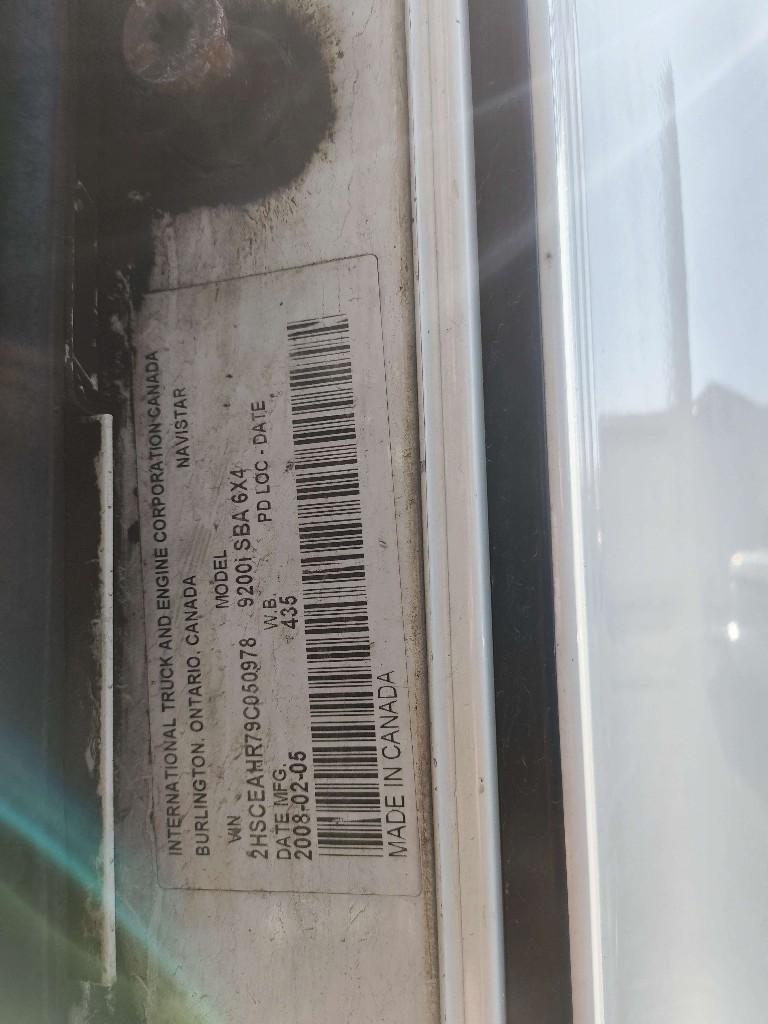 INTERNATIONAL TRUCK AND ENGINE CORPORATION CANADA
BURLINGTON, ONTARIO, CANADA NAVISTAR
VIN MODEL
2HSCEAHR79C050978 9200i SBA 6X4
DATE MFG. W.B. PD LOC - DATE
2008-02-05 435
MADE IN CANADA